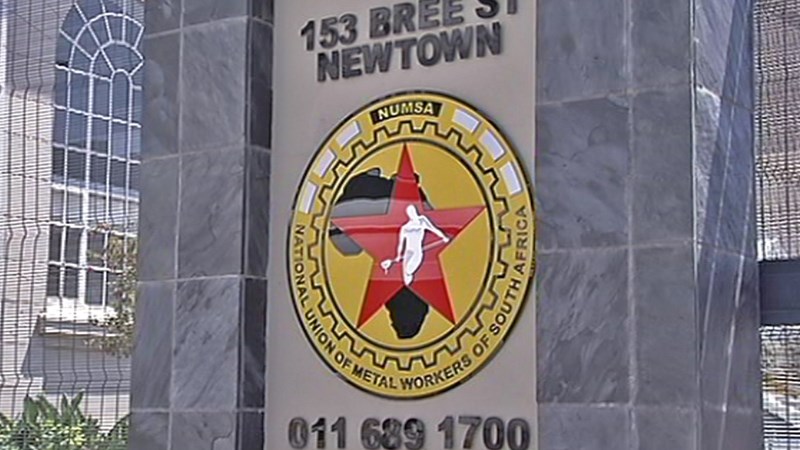 153 BREE ST
NEWTOWN
NUMSA
NATIONAL UNION OF METAL WORKERS OF SOUTH AFRICA
011 689 1700